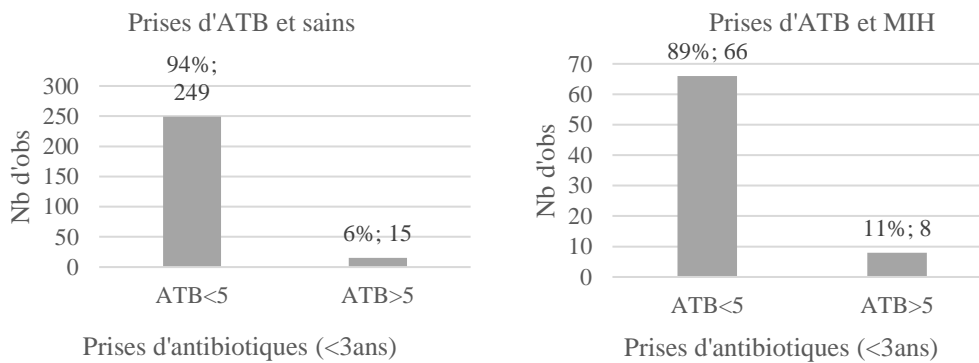 Prises d'ATB et sains
94%;
249
300
250
200
150
100
50
0
Nb d'obs
6%; 15
ATB<5
ATB>5
Prises d'antibiotiques (<3ans)
Prises d'ATB et MIH
89%; 66
70
60
50
40
30
20
10
0
Nb d'obs
11%; 8
ATB<5
ATB>5
Prises d'antibiotiques (<3ans)